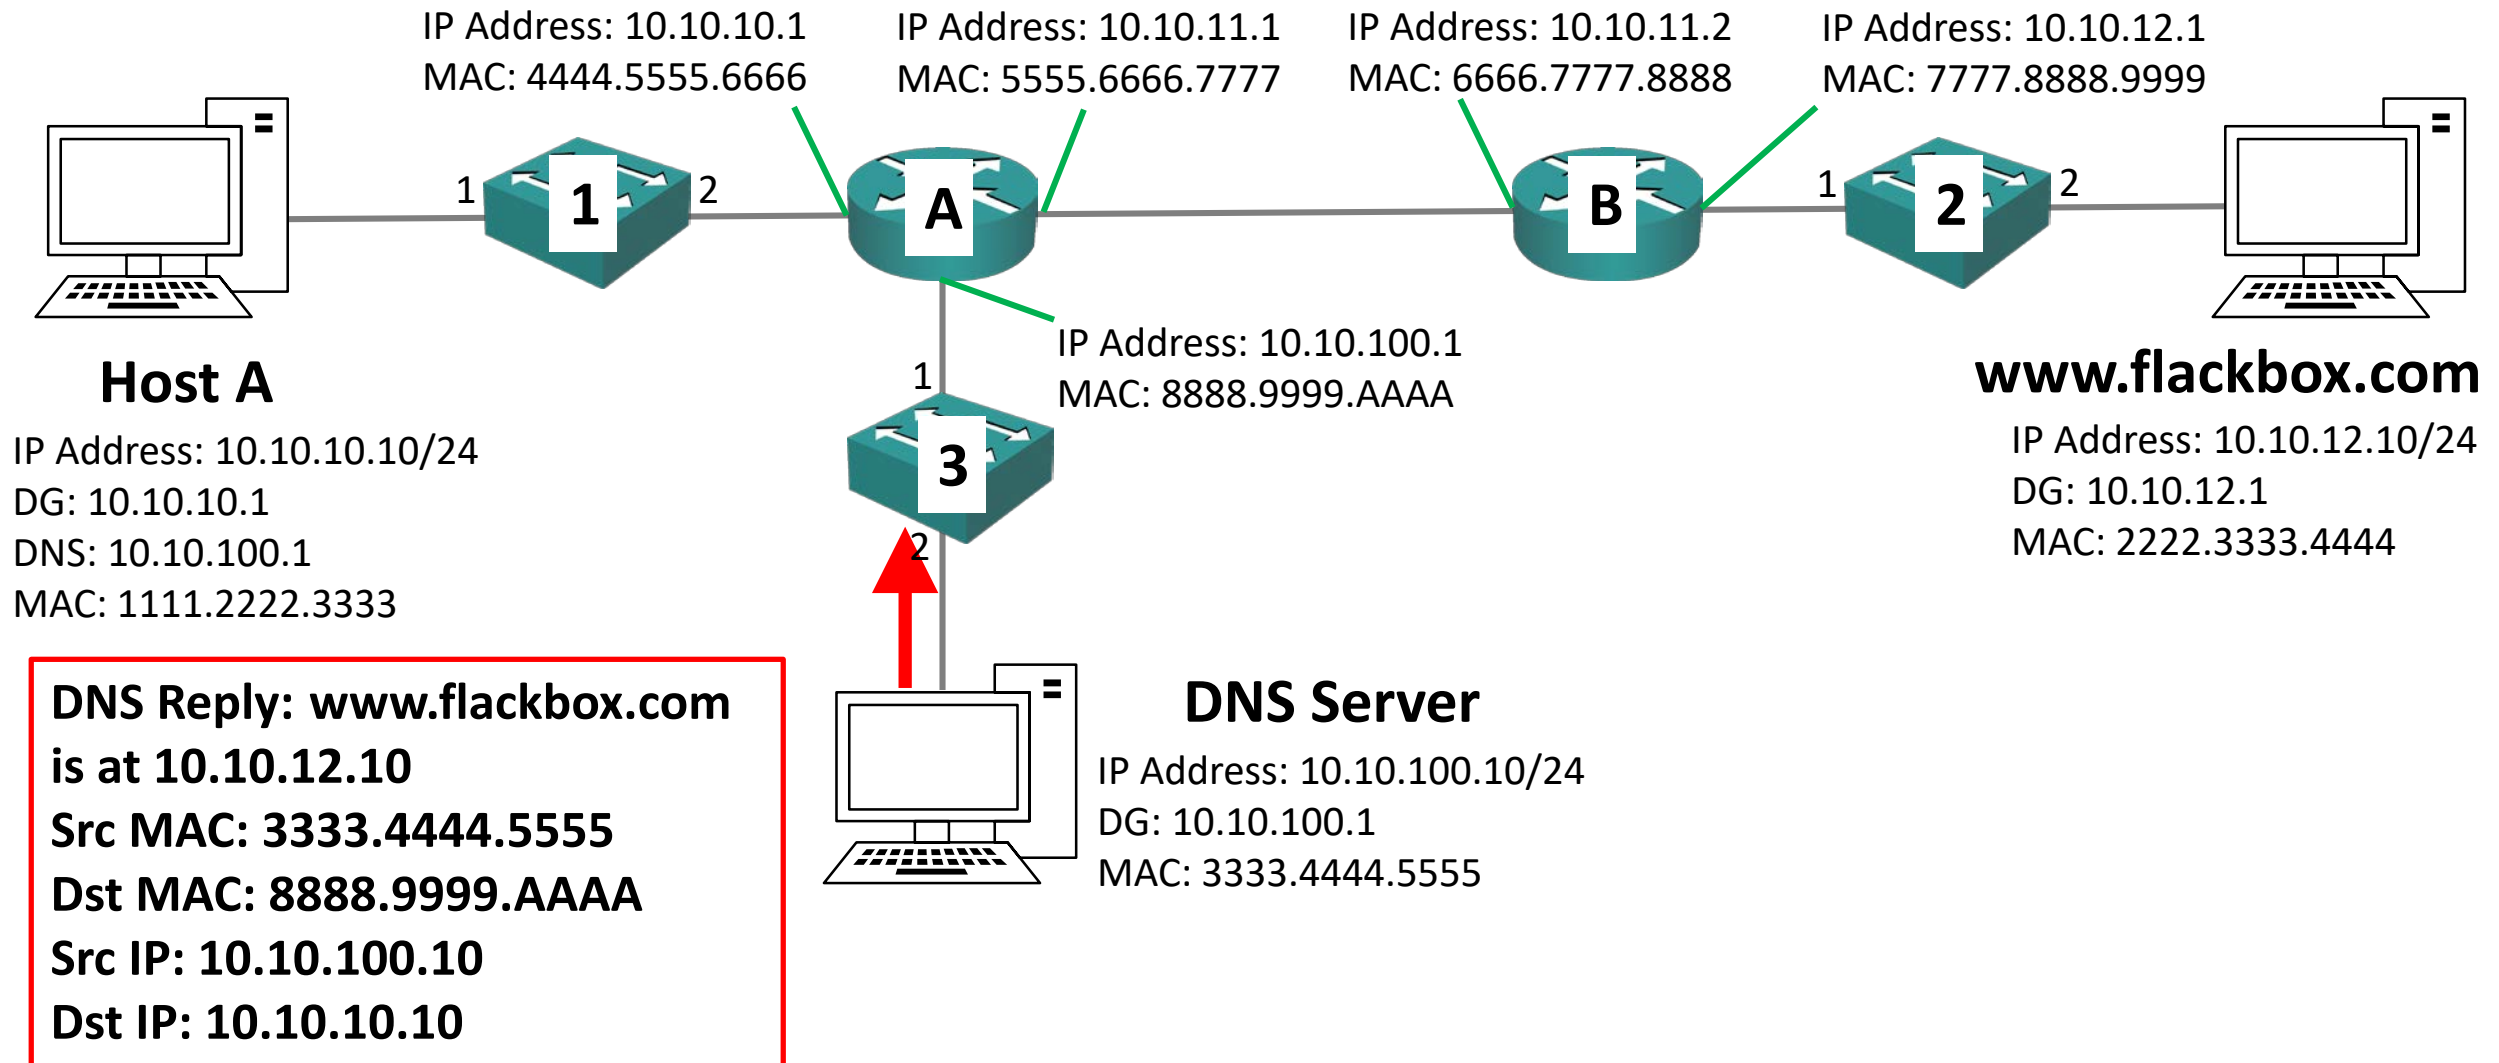 IP Address: 10.10.10.1
MAC: 4444.5555.6666
IP Address: 10.10.11.1
MAC: 5555.6666.7777
IP Address: 10.10.11.2
MAC: 6666.7777.8888
IP Address: 10.10.12.1
MAC: 7777.8888.9999
1
1
2
A
B
1
2
2
IP Address: 10.10.100.1
MAC: 8888.9999.AAAA
1
3
2
Host A
IP Address: 10.10.10.10/24
DG: 10.10.10.1
DNS: 10.10.100.1
MAC: 1111.2222.3333
www.flackbox.com
IP Address: 10.10.12.10/24
DG: 10.10.12.1
MAC: 2222.3333.4444
DNS Reply: www.flackbox.com
is at 10.10.12.10
Src MAC: 3333.4444.5555
Dst MAC: 8888.9999.AAAA
Src IP: 10.10.100.10
Dst IP: 10.10.10.10
DNS Server
IP Address: 10.10.100.10/24
DG: 10.10.100.1
MAC: 3333.4444.5555